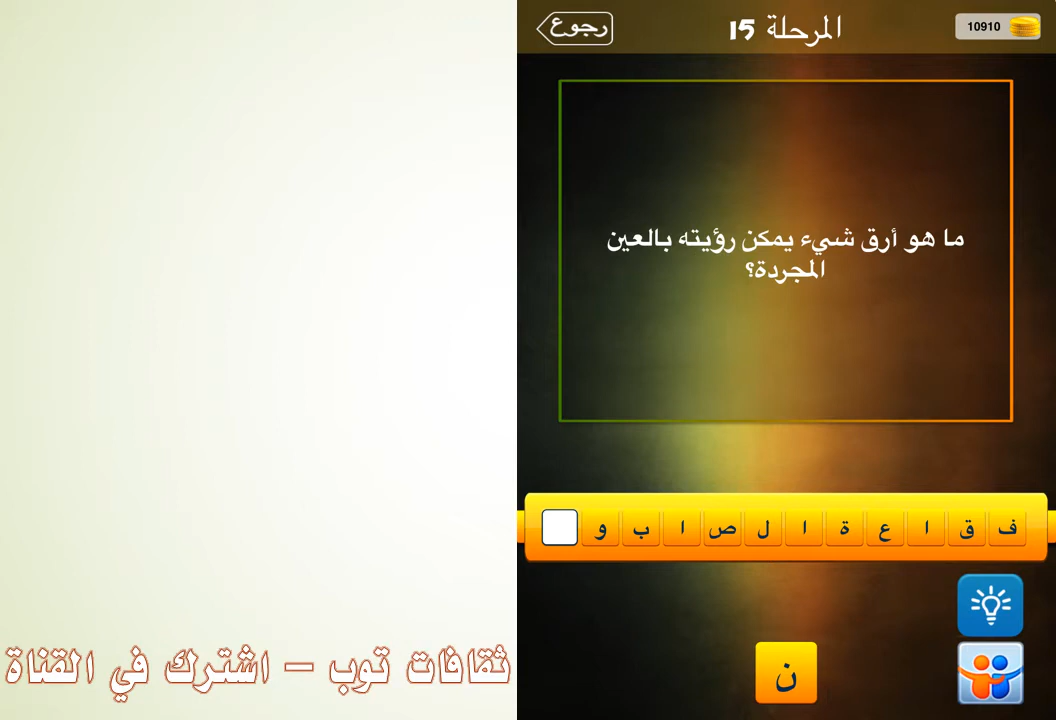 رجوع
المرحلة 15
10910
ما هو أرق شيء يمكن رؤيته بالعين
المجردة؟
ف ق ا ع ة ا ل ص ا ب و
ن
ثقافات توب – اشترك في القناة